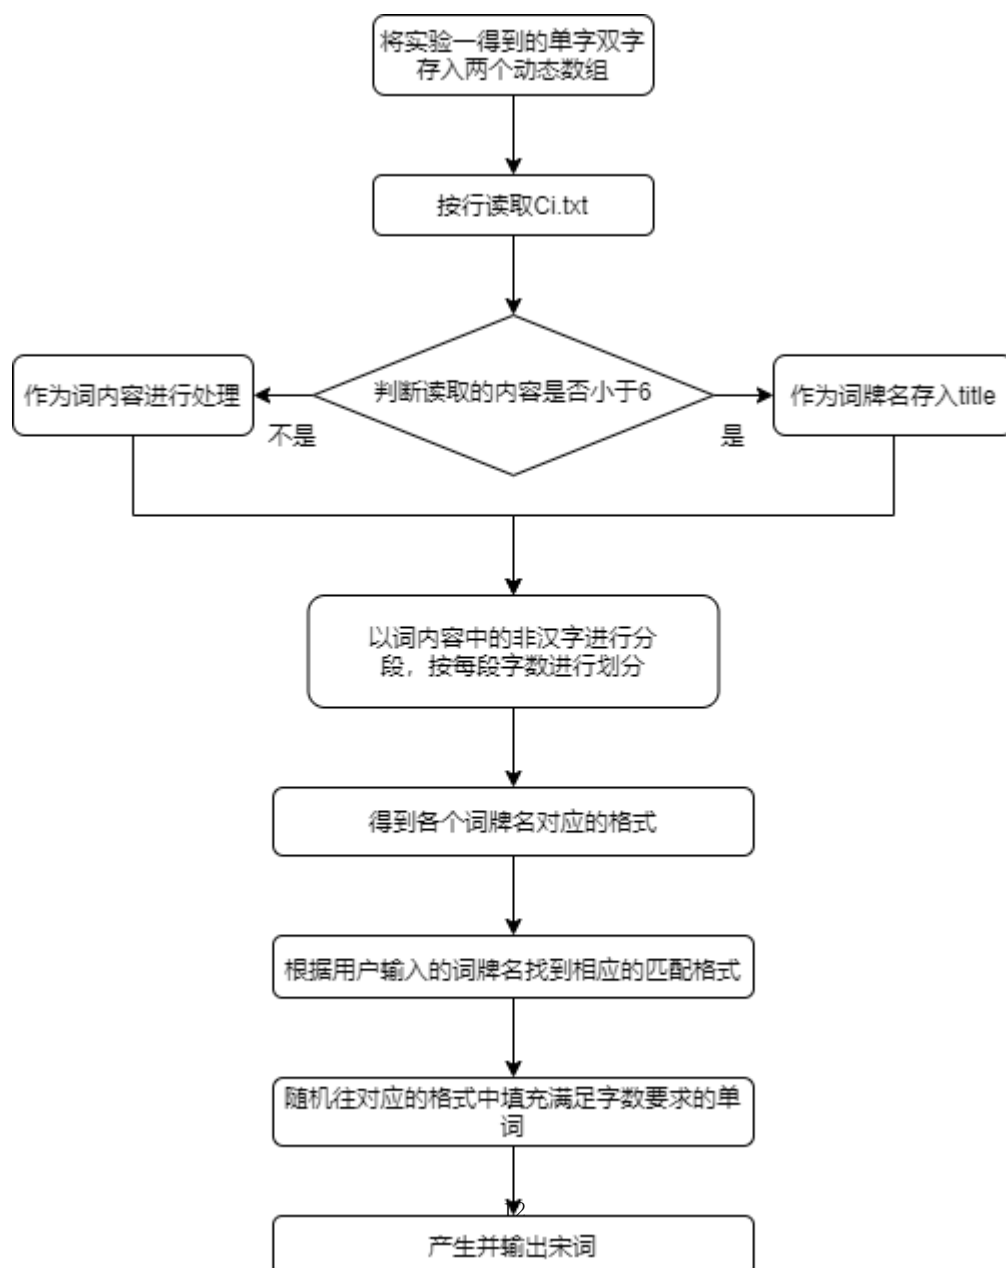 将实验一得到的单字双字
存入两个动态数组
按行读取Ci.txt
判断读取的内容是否小于6
作为词内容进行处理
作为词牌名存入title
不是
是
以词内容中的非汉字进行分
段，按每段字数进行划分
得到各个词牌名对应的格式
根据用户输入的词牌名找到相应的匹配格式
随机往对应的格式中填充满足字数要求的单
词
12
产生并输出宋词